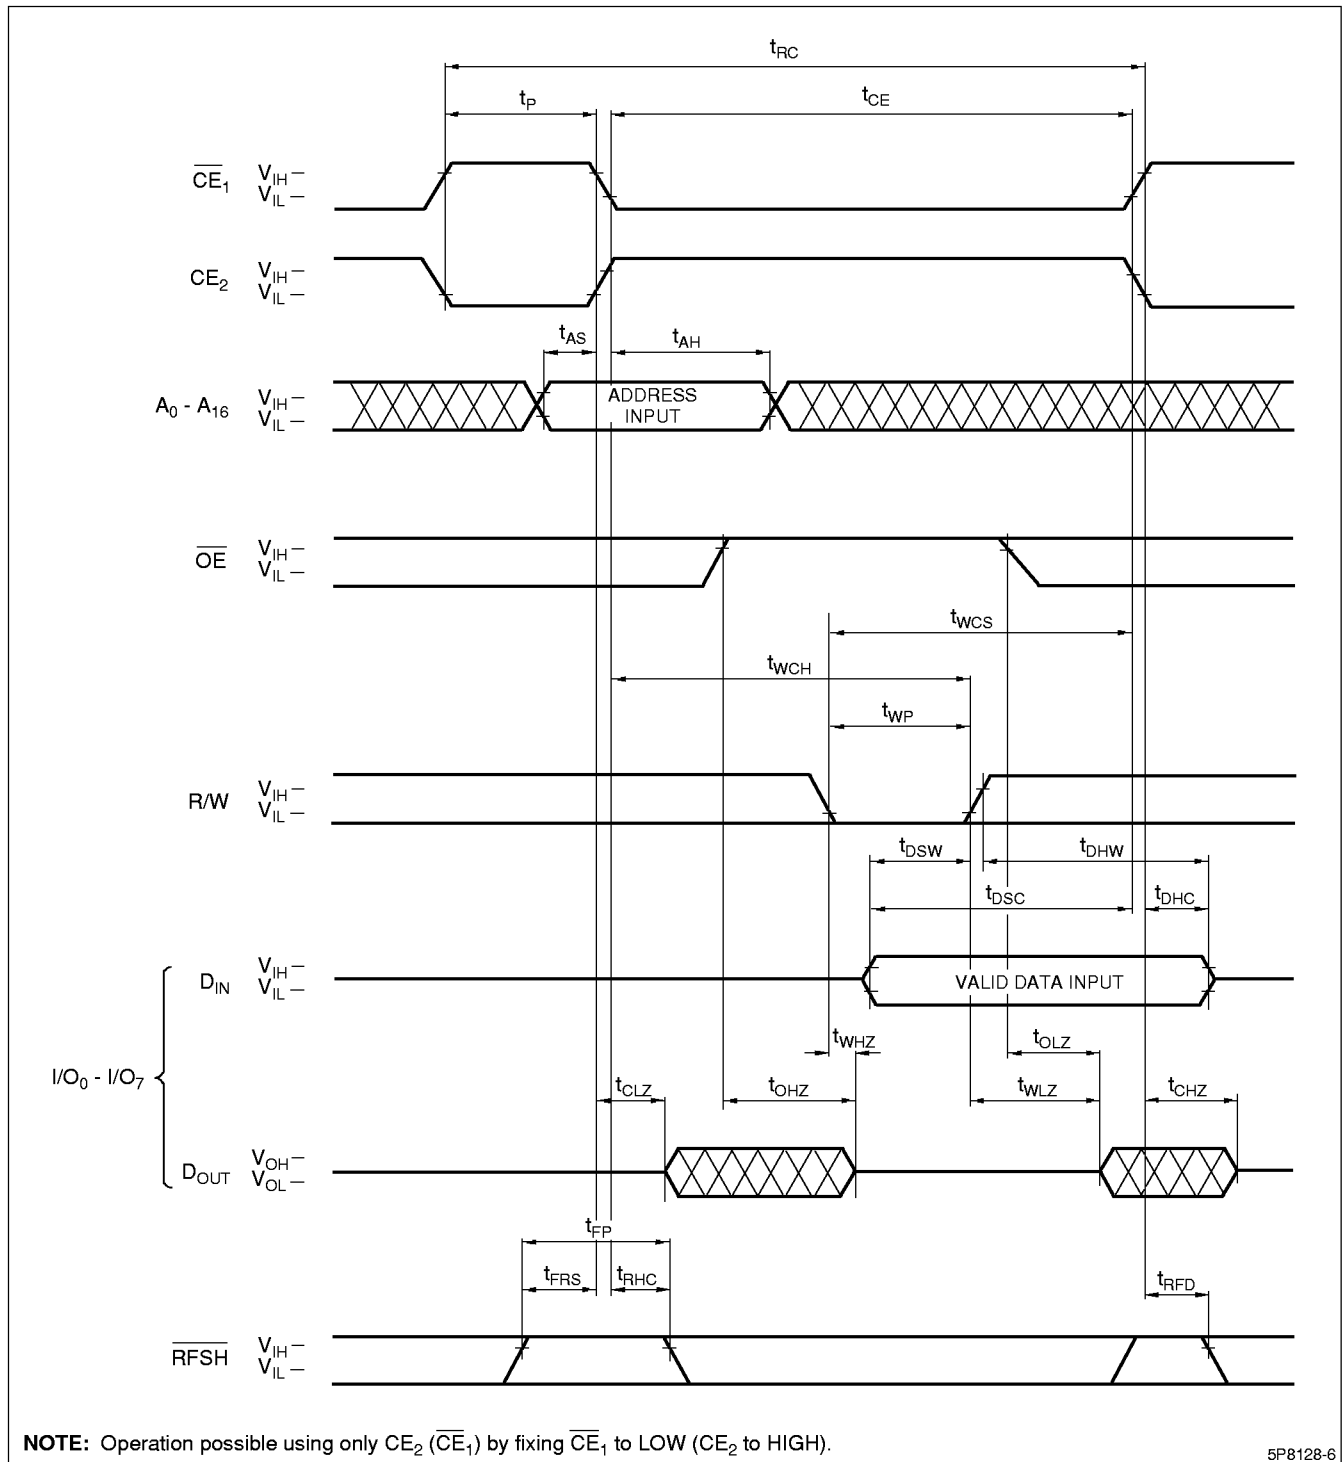 tRC
tP
tCE
CE1 VIH
VIL
CE2 VIH
VIL
tAS
tAH
A0 - A16 VIH
VIL
ADDRESS
INPUT
OE VIH
VIL
tWCS
tWCH
tWP
R/W VIH
VIL
tDSW
tDHW
tDSC
tDHC
DIN VIH
VIL
VALID DATA INPUT
tWHZ
tOLZ
I/O0 - I/O7
tCLZ
tOHZ
tWLZ
tCHZ
DOUT VOH
VOL
tFP
tFRS
tRHC
tRFD
RFSH VIH
VIL
NOTE: Operation possible using only CE2 (CE1) by fixing CE1 to LOW (CE2 to HIGH).
5P8128-6